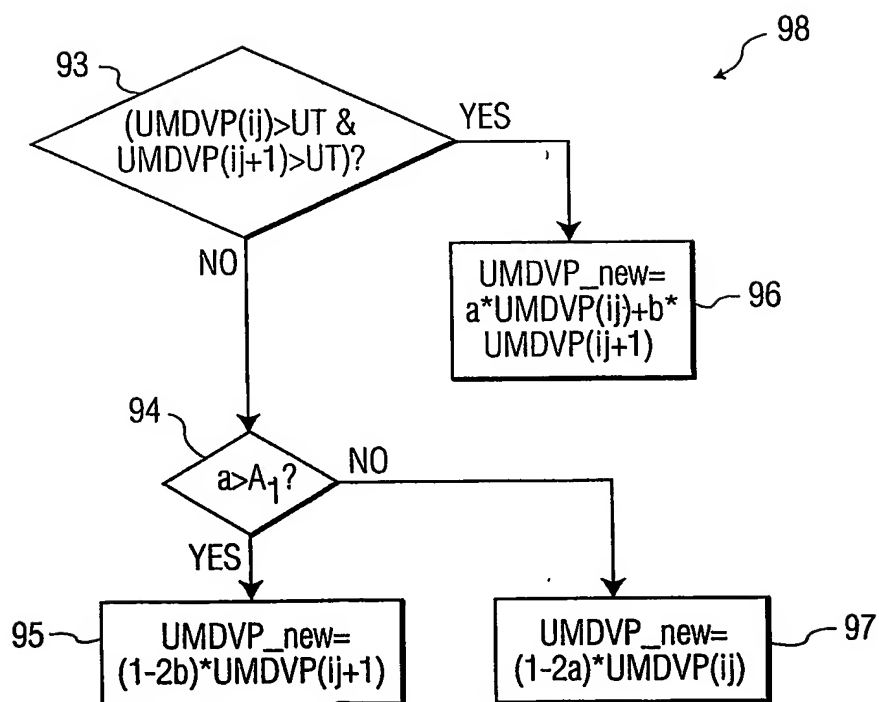 98
93
(UMDVP(ij)>UT &
UMDVP(ij+1)>UT)?
YES
NO
UMDVP_new=
a*UMDVP(ij)+b*
UMDVP(ij+1)
96
94
a>A1?
NO
YES
95
UMDVP_new=
(1-2b)*UMDVP(ij+1)
UMDVP_new=
(1-2a)*UMDVP(ij)
97